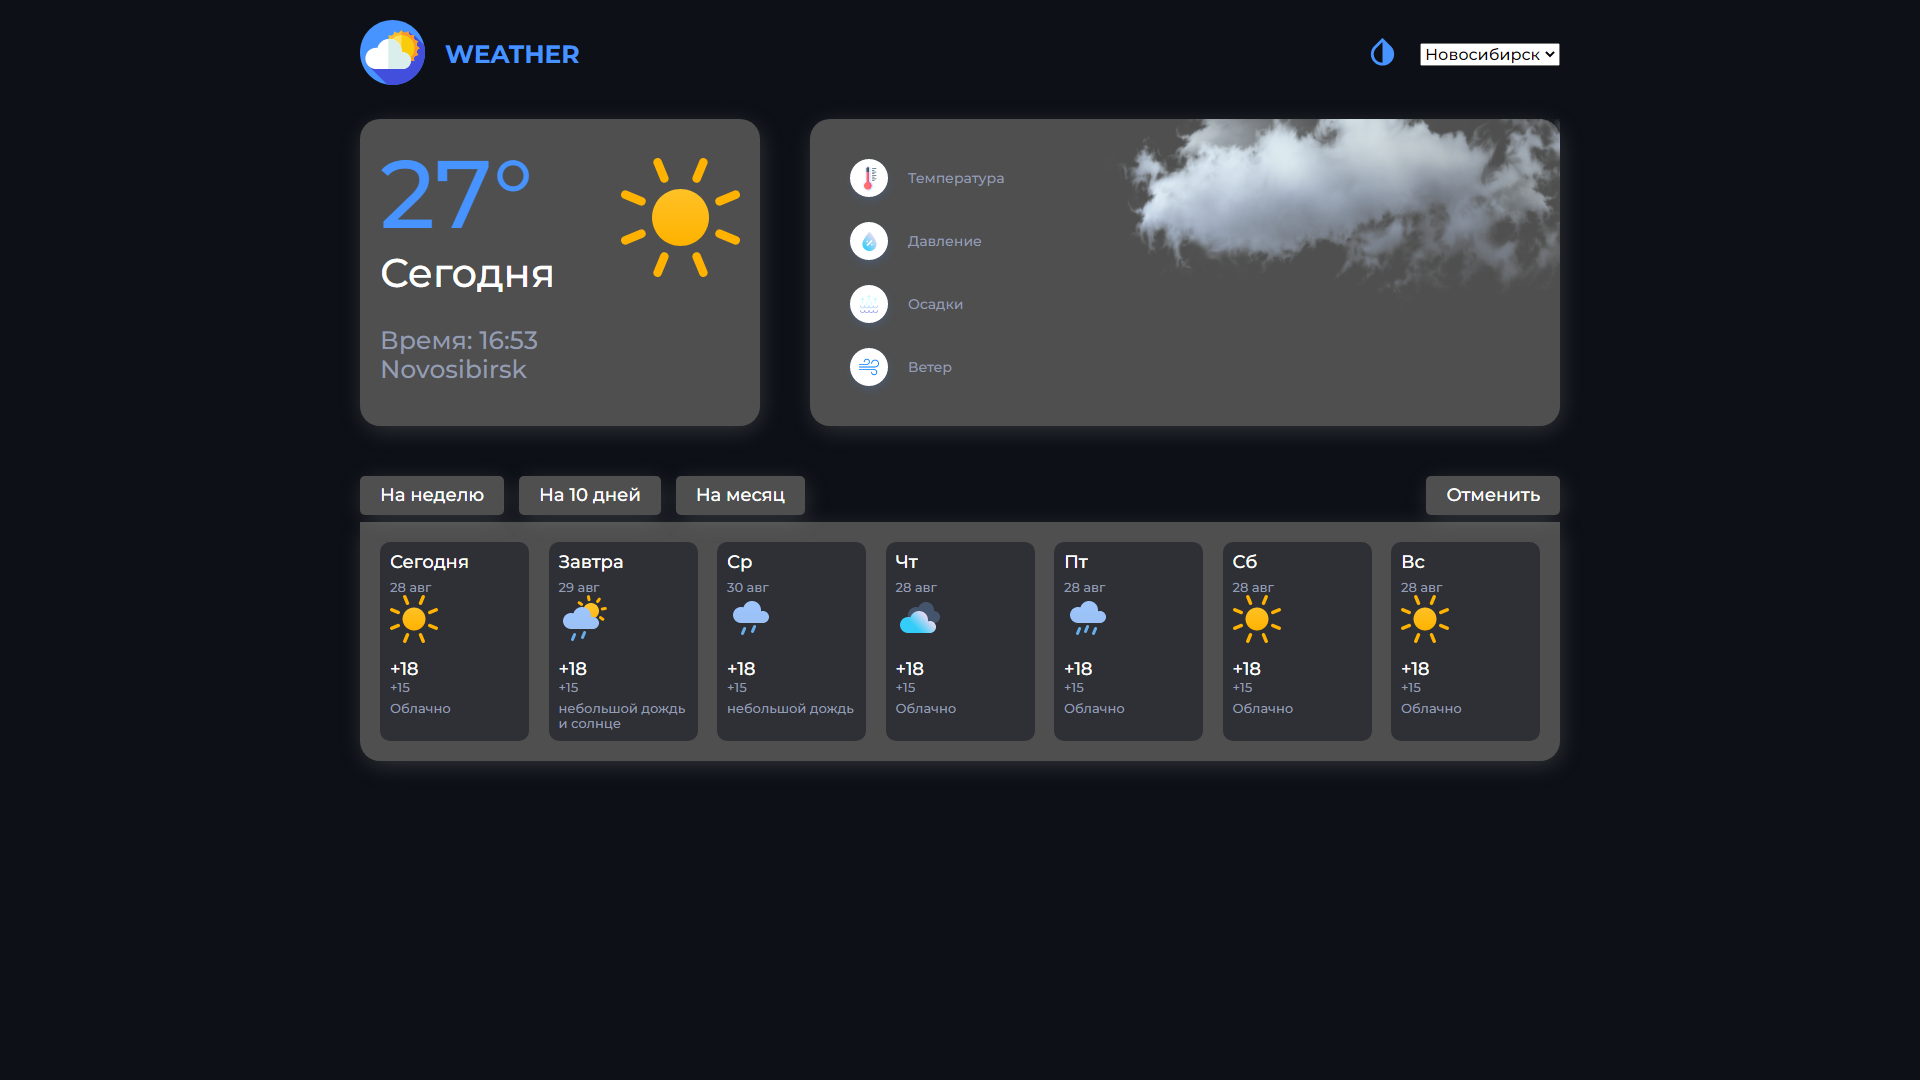 WEATHER
Новосибирск
27°
Сегодня
Время: 16:53
Novosibirsk
Температура
Давление
Осадки
Ветер
На неделю
На 10 дней
На месяц
Отменить
Сегодня
28 авг
+18
+15
Облачно
Завтра
29 авг
+18
+15
небольшой дождь
и солнце
Ср
30 авг
+18
+15
небольшой дождь
Чт
28 авг
+18
+15
Облачно
Пт
28 авг
+18
+15
Облачно
Сб
28 авг
+18
+15
Облачно
Вс
28 авг
+18
+15
Облачно